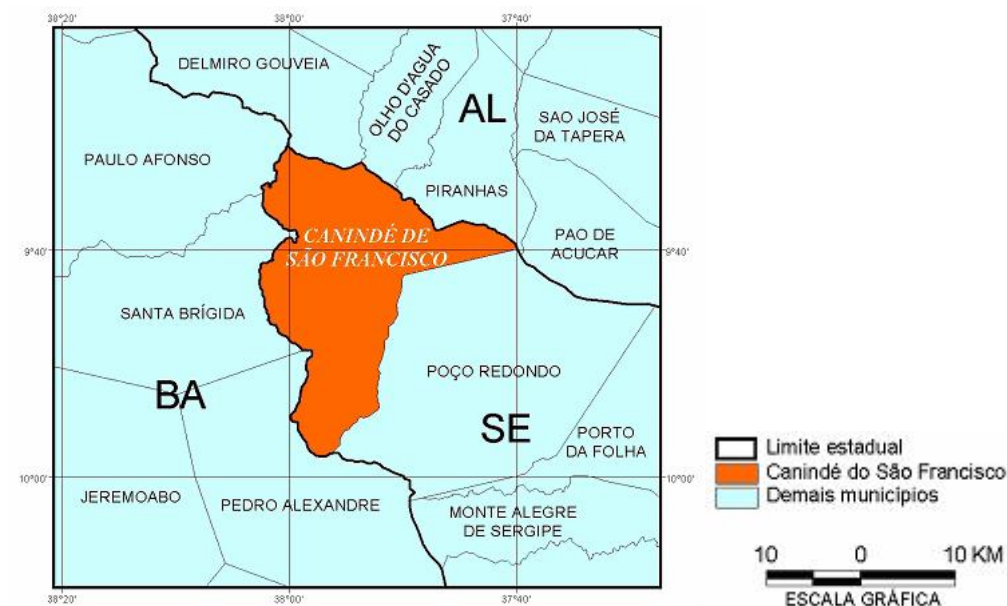 38°20' 38°00' 37°40'
DELMIRO GOUVEIA
OLHO D'AGUA
DO CASADO
AL
SAO JOSÉ
DA TAPERA
PAULO AFONSO
PIRANHAS
CANINDÉ DE
SÃO FRANCISCO
PAO DE
ACUCAR
9°40' 9°40'
SANTA BRÍGIDA
POÇO REDONDO
BA
SE
PORTO
DA FOLHA
10°00' 10°00'
JEREMOABO
PEDRO ALEXANDRE
MONTE ALEGRE
DE SERGIPE
38°20' 38°00' 37°40'
Limite estadual
Canindé do São Francisco
Demais municípios
10 0 10 KM
ESCALA GRÁFICA